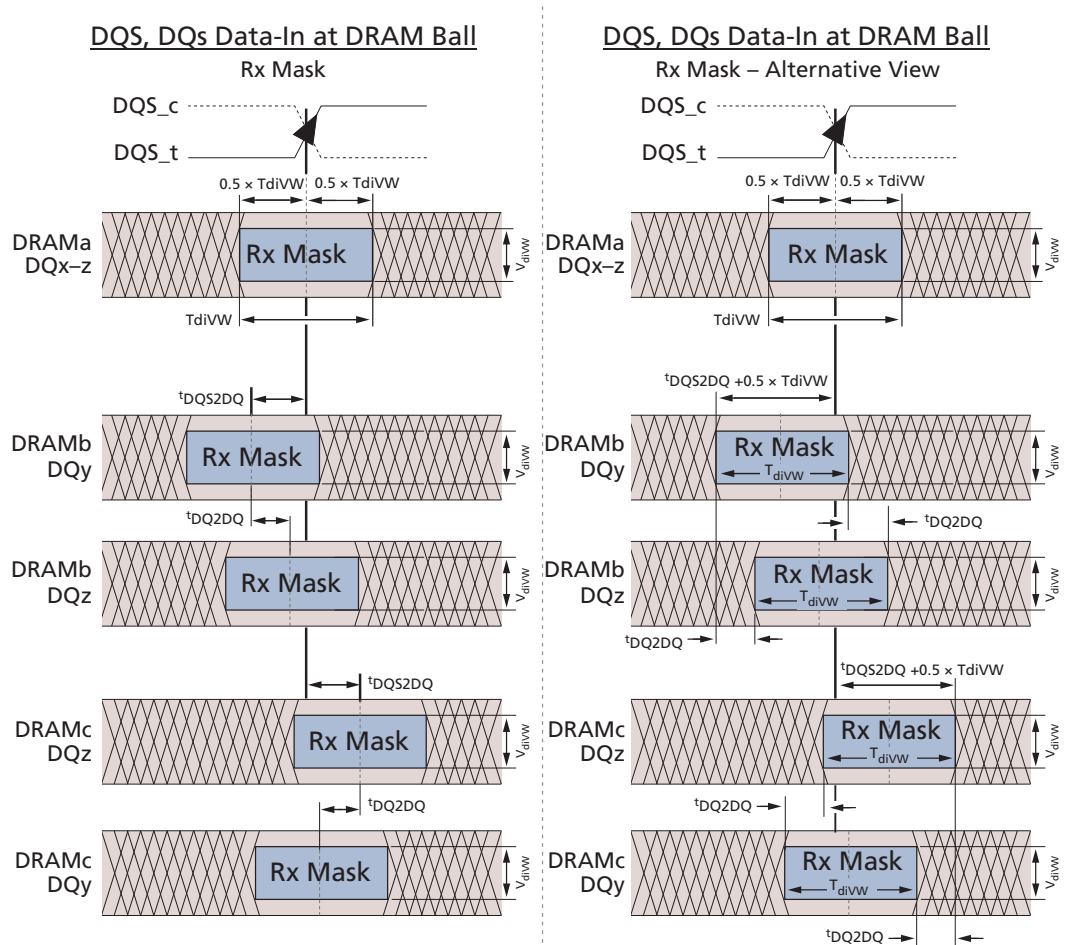 DQS, DQs Data-In at DRAM Ball
Rx Mask
DQS_c
DQS_t
0.5 × TdiVW
0.5 × TdiVW
DRAMa
DQx–z
Rx Mask
VdiVW
TdiVW
tDQS2DQ
DRAMb
DQy
Rx Mask
VdiVW
tDQ2DQ
DRAMb
DQz
Rx Mask
VdiVW
tDQS2DQ
DRAMc
DQz
Rx Mask
VdiVW
tDQ2DQ
DRAMc
DQy
Rx Mask
VdiVW
DQS, DQs Data-In at DRAM Ball
Rx Mask – Alternative View
DQS_c
DQS_t
0.5 × TdiVW
0.5 × TdiVW
DRAMa
DQx–z
Rx Mask
VdiVW
TdiVW
tDQS2DQ +0.5 × TdiVW
DRAMb
DQy
Rx Mask
TdiVW
VdiVW
tDQ2DQ
DRAMb
DQz
Rx Mask
TdiVW
VdiVW
tDQ2DQ
tDQS2DQ +0.5 × TdiVW
DRAMc
DQz
Rx Mask
TdiVW
VdiVW
tDQ2DQ
DRAMc
DQy
Rx Mask
TdiVW
VdiVW
tDQ2DQ